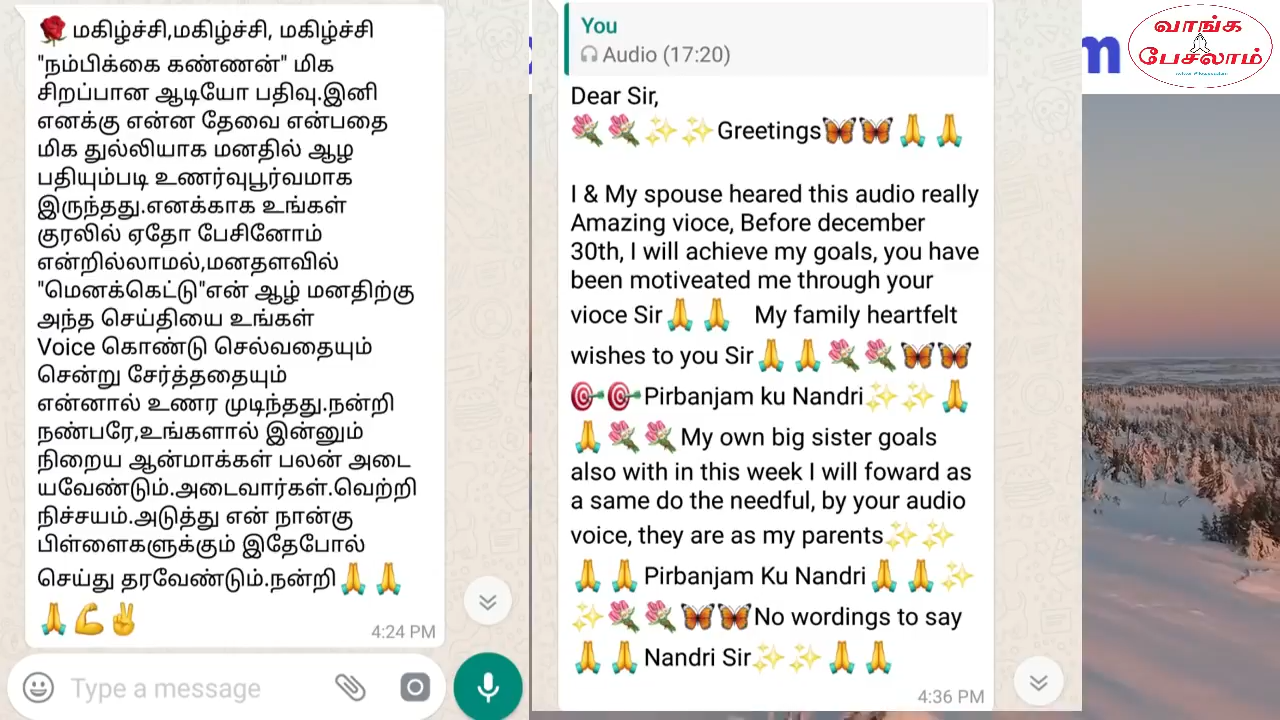 🌹மகிழ்ச்சி,மகிழ்ச்சி, மகிழ்ச்சி
"நம்பிக்கை கண்ணன்" மிக
சிறப்பான ஆடியோ பதிவு.இனி
எனக்கு என்ன தேவை என்பதை
மிக துல்லியாக மனதில் ஆழ
பதியும்படி உணர்வுபூர்வமாக
இருந்தது.எனக்காக உங்கள்
குரலில் ஏதோ பேசினோம்
என்றில்லாமல்,மனதளவில்
"மெனக்கெட்டு"என் ஆழ் மனதிற்கு
அந்த செய்தியை உங்கள்
Voice கொண்டு செல்வதையும்
சென்று சேர்த்ததையும்
என்னால் உணர முடிந்தது.நன்றி
நண்பரே,உங்களால் இன்னும்
நிறைய ஆன்மாக்கள் பலன் அடை
யவேண்டும்.அடைவார்கள்.வெற்றி
நிச்சயம்.அடுத்து என் நான்கு
பிள்ளைகளுக்கும் இதேபோல்
செய்து தரவேண்டும்.நன்றி🙏🙏
🙏💪✌
4:24 PM
Type a message
You
Audio (17:20)
Dear Sir,
💐💐✨✨Greetings🦋🦋🙏🙏
I & My spouse heared this audio really
Amazing vioce, Before december
30th, I will achieve my goals, you have
been motiveated me through your
vioce Sir🙏🙏 My family heartfelt
wishes to you Sir🙏🙏💐💐🦋🦋
🎯🎯Pirbanjam ku Nandri✨✨🙏
🙏💐💐My own big sister goals
also with in this week I will foward as
a same do the needful, by your audio
voice, they are as my parents✨✨
🙏🙏Pirbanjam Ku Nandri🙏🙏✨
✨💐💐🦋🦋No wordings to say
🙏🙏Nandri Sir✨✨🙏🙏
4:36 PM
m
வாங்க
பேசலாம்